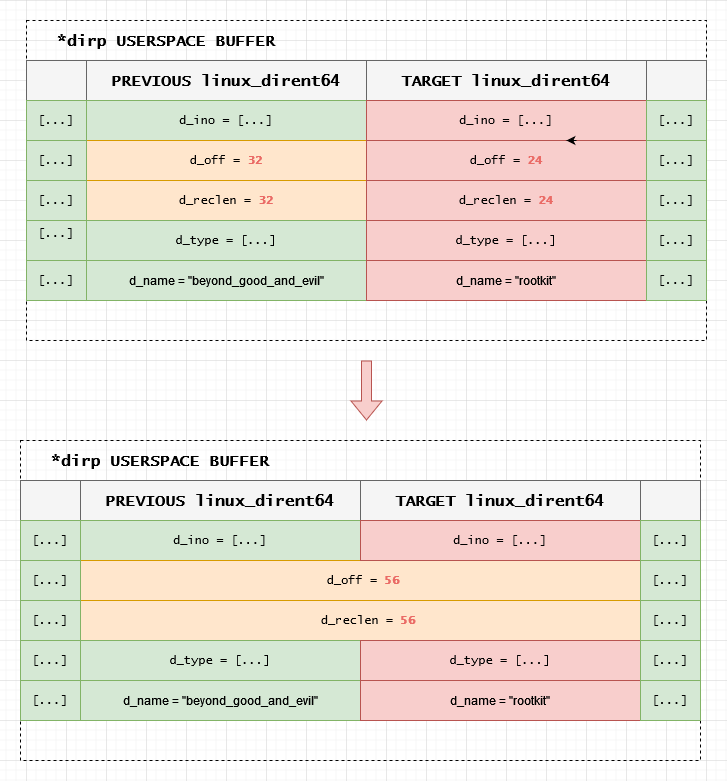 *dirp USERSPACE BUFFER
PREVIOUS linux_dirent64 TARGET linux_dirent64
[...] d_ino = [...] d_ino = [...] [...]
[...] d_off = 32 d_off = 24 [...]
[...] d_reclen = 32 d_reclen = 24 [...]
[...] d_type = [...] d_type = [...] [...]
[...] d_name = "beyond_good_and_evil" d_name = "rootkit" [...]
*dirp USERSPACE BUFFER
PREVIOUS linux_dirent64 TARGET linux_dirent64
[...] d_ino = [...] d_ino = [...] [...]
[...] d_off = 56 [...]
[...] d_reclen = 56 [...]
[...] d_type = [...] d_type = [...] [...]
[...] d_name = "beyond_good_and_evil" d_name = "rootkit" [...]